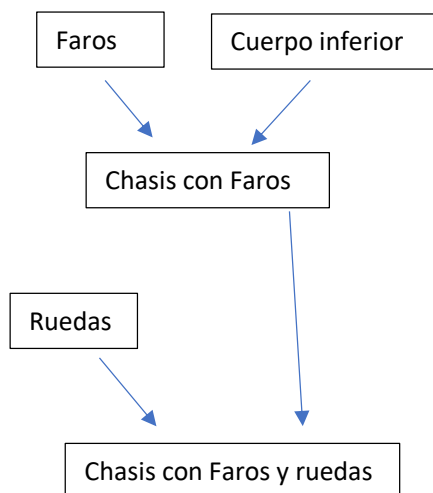 Faros
Cuerpo inferior
Chasis con Faros
Ruedas
Chasis con Faros y ruedas